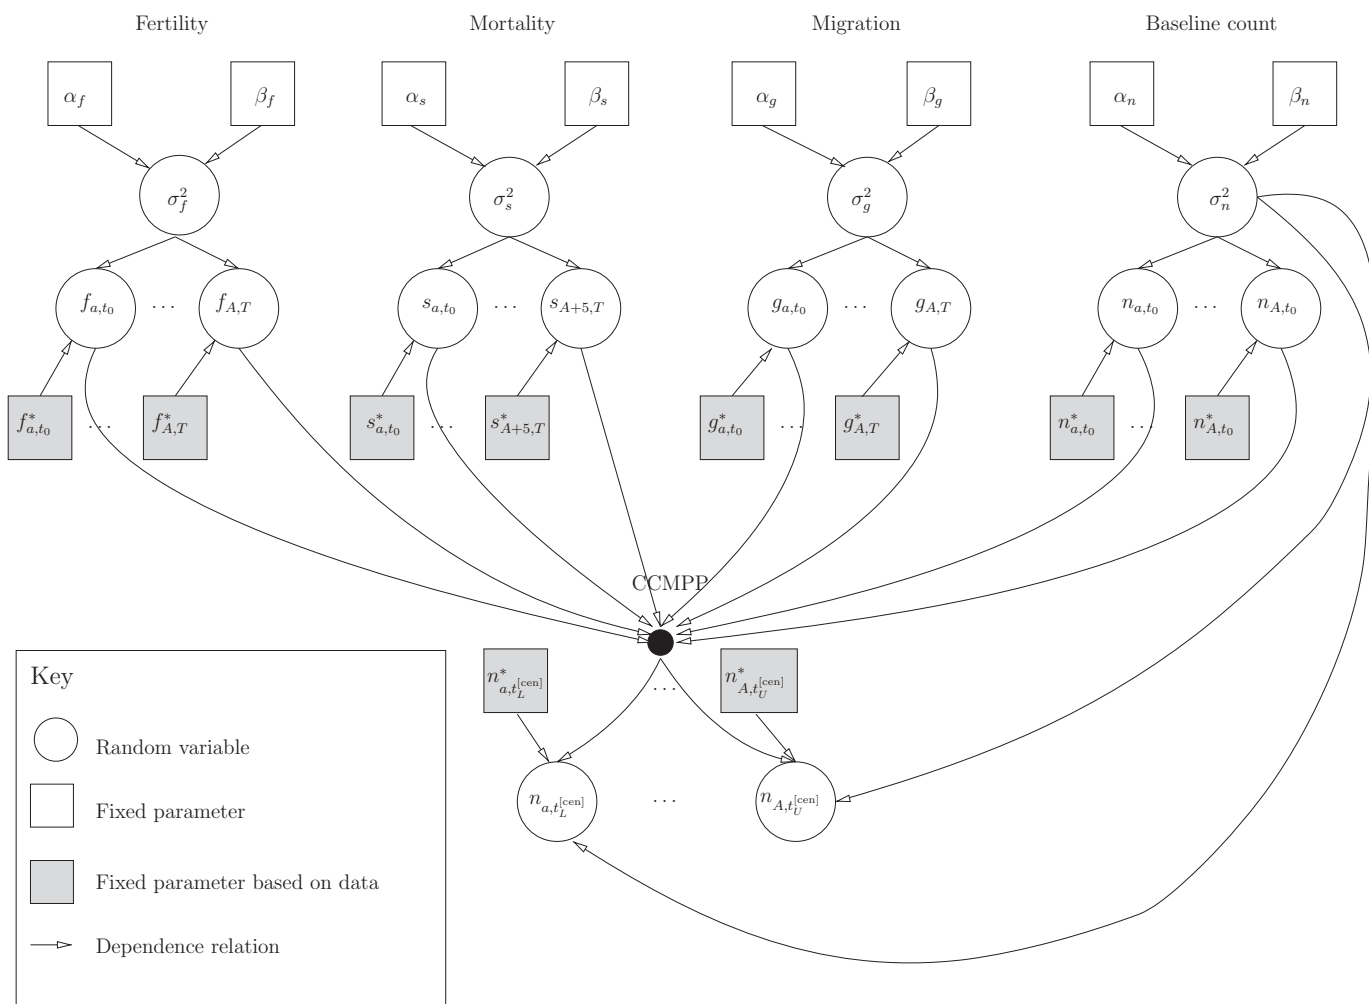 Fertility Mortality Migration Baseline count
α_f β_f α_s β_s α_g β_g α_n β_n
σ²_f σ²_s σ²_g σ²_n
f_{a,t_0} ... f_{A,T} s_{a,t_0} ... s_{A+5,T} g_{a,t_0} ... g_{A,T} n_{a,t_0} ... n_{A,t_0}
f*_{a,t_0} ... f*_{A,T} s*_{a,t_0} ... s*_{A+5,T} g*_{a,t_0} ... g*_{A,T} n*_{a,t_0} ... n*_{A,t_0}
CCMPP
n*_{a,t_L^{[cen]}} ... n*_{A,t_U^{[cen]}}
n_{a,t_L^{[cen]}} ... n_{A,t_U^{[cen]}}
Key
Random variable
Fixed parameter
Fixed parameter based on data
Dependence relation